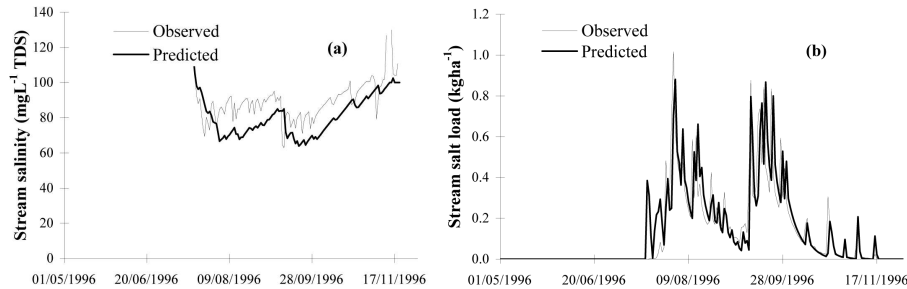 Stream salinity (mgL⁻¹ TDS)
140
120
100
80
60
40
20
0
Observed
Predicted
(a)
01/05/1996 20/06/1996 09/08/1996 28/09/1996 17/11/1996
Stream salt load (kgha⁻¹)
1.2
1.0
0.8
0.6
0.4
0.2
0.0
Observed
Predicted
(b)
01/05/1996 20/06/1996 09/08/1996 28/09/1996 17/11/1996